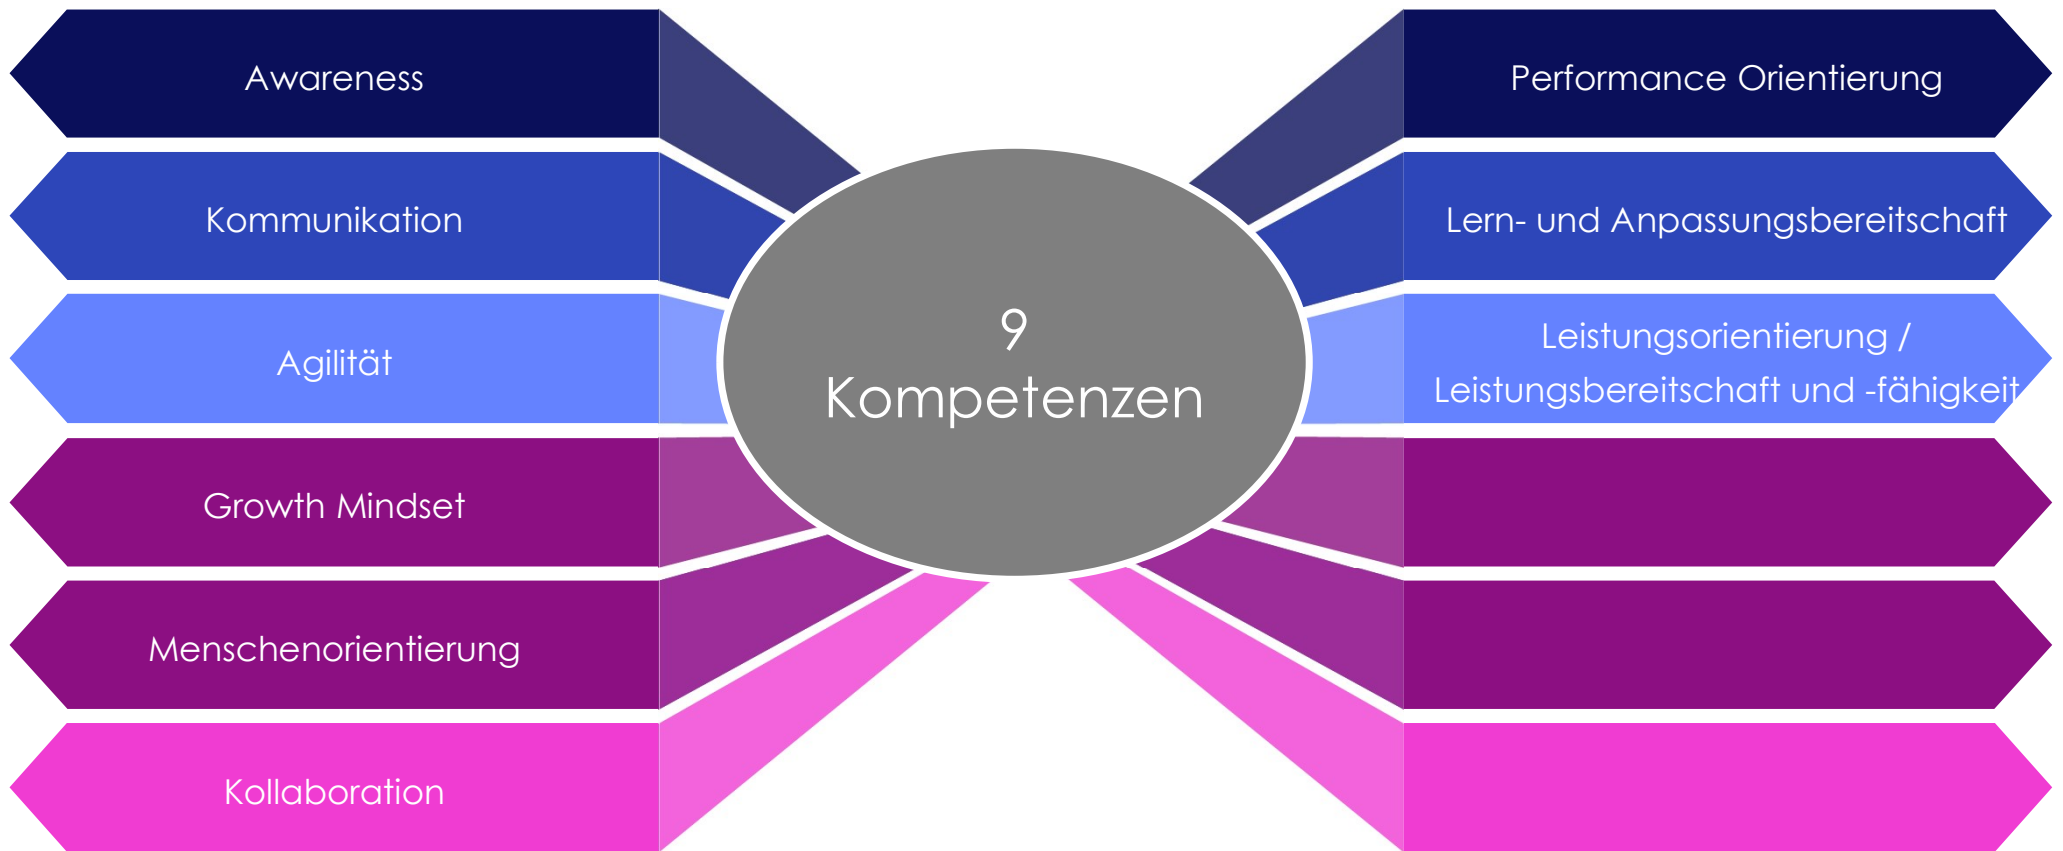 Awareness
Kommunikation
Agilität
Growth Mindset
Menschenorientierung
Kollaboration
9
Kompetenzen
Performance Orientierung
Lern- und Anpassungsbereitschaft
Leistungsorientierung /
Leistungsbereitschaft und -fähigkeit